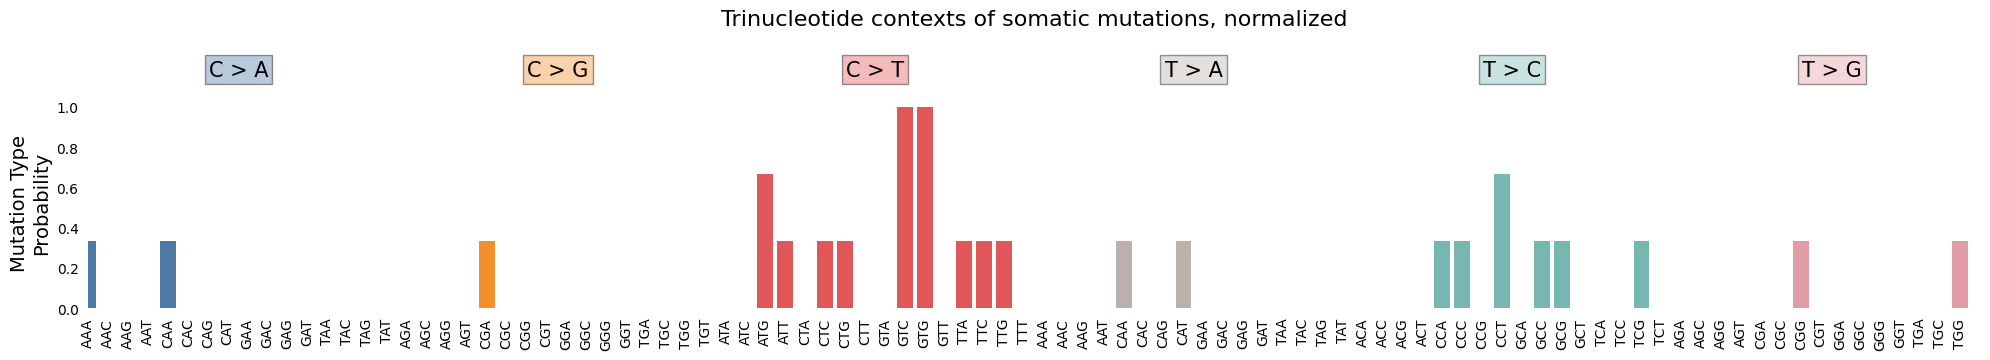 Trinucleotide contexts of somatic mutations, normalized
C > A C > G C > T T > A T > C T > G
Mutation Type
Probability
1.0
0.8
0.6
0.4
0.2
0.0
AAA AAC AAG AAT CAA CAC CAG CAT GAA GAC GAG GAT TAA TAC TAG TAT AGA AGC AGG AGT CGA CGC CGG CGT GGA GGC GGG GGT TGA TGC TGG TGT ATA ATC ATG ATT CTA CTC CTG CTT GTA GTC GTG GTT TTA TTC TTG TTT AAA AAC AAG AAT CAA CAC CAG CAT GAA GAC GAG GAT TAA TAC TAG TAT ACA ACC ACG ACT CCA CCC CCG CCT GCA GCC GCG GCT TCA TCC TCG TCT AGA AGC AGG AGT CGA CGC CGG CGT GGA GGC GGG GGT TGA TGC TGG